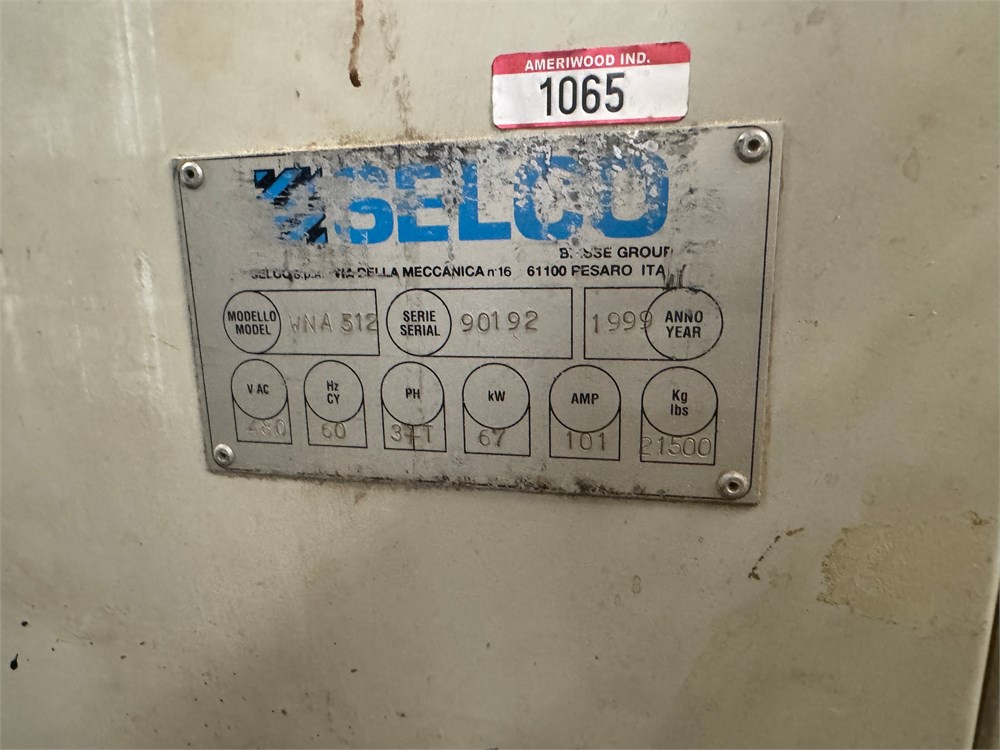 AMERIWOOD IND.
1065
SELCO
BIESSE GROUP
SELCO s.p.a. VIA DELLA MECCANICA n°16 61100 PESARO ITA
MODELLO MODEL WNA 512 SERIE SERIAL 90192 1999 ANNO YEAR
V AC Hz CY PH kW AMP Kg lbs
480 60 3+T 67 101 21500